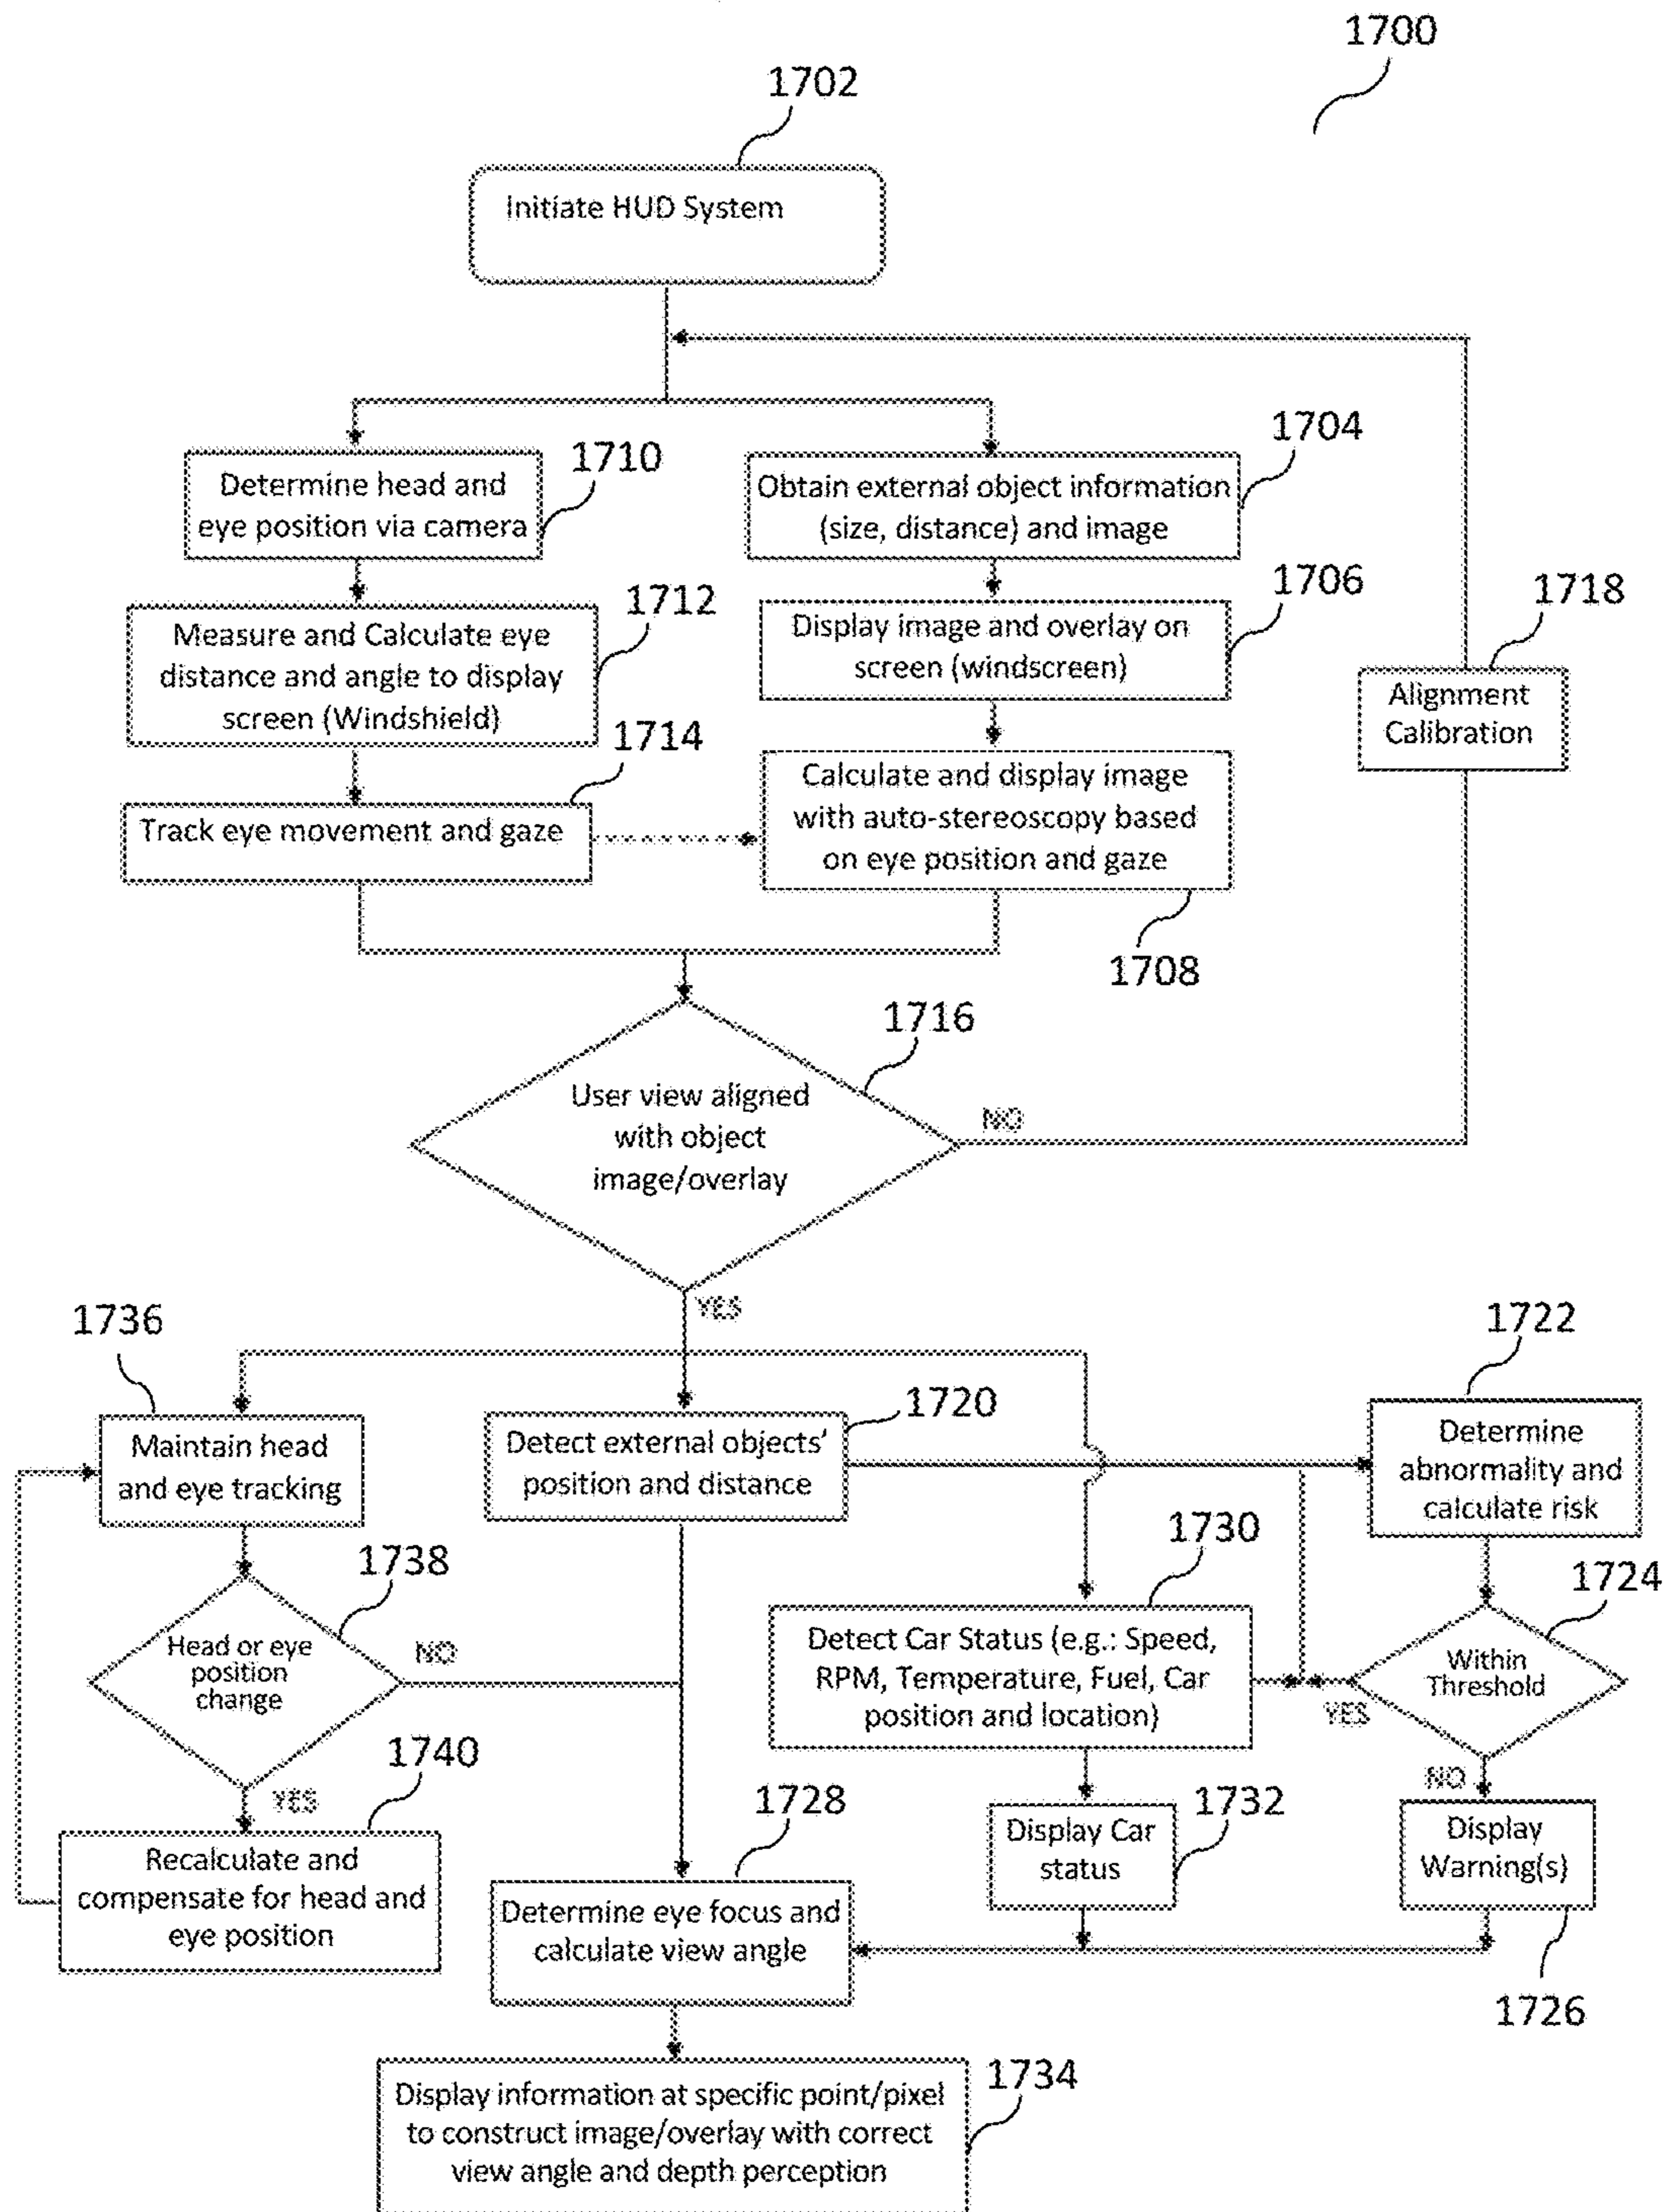 1700
1702
Initiate HUD System
1710
Determine head and
eye position via camera
1704
Obtain external object information
(size, distance) and image
1712
Measure and Calculate eye
distance and angle to display
screen (Windshield)
1706
Display image and overlay on
screen (windscreen)
1718
Alignment
Calibration
1714
Track eye movement and gaze
Calculate and display image
with auto-stereoscopy based
on eye position and gaze
1708
1716
User view aligned
with object
image/overlay
NO
YES
1736
Maintain head
and eye tracking
1720
Detect external objects'
position and distance
1722
Determine
abnormality and
calculate risk
1738
Head or eye
position
change
NO
YES
1730
Detect Car Status (e.g.: Speed,
RPM, Temperature, Fuel, Car
position and location)
1724
Within
Threshold
YES
NO
1740
Recalculate and
compensate for head and
eye position
1728
Determine eye focus and
calculate view angle
1732
Display Car
status
Display
Warning(s)
1726
1734
Display information at specific point/pixel
to construct image/overlay with correct
view angle and depth perception